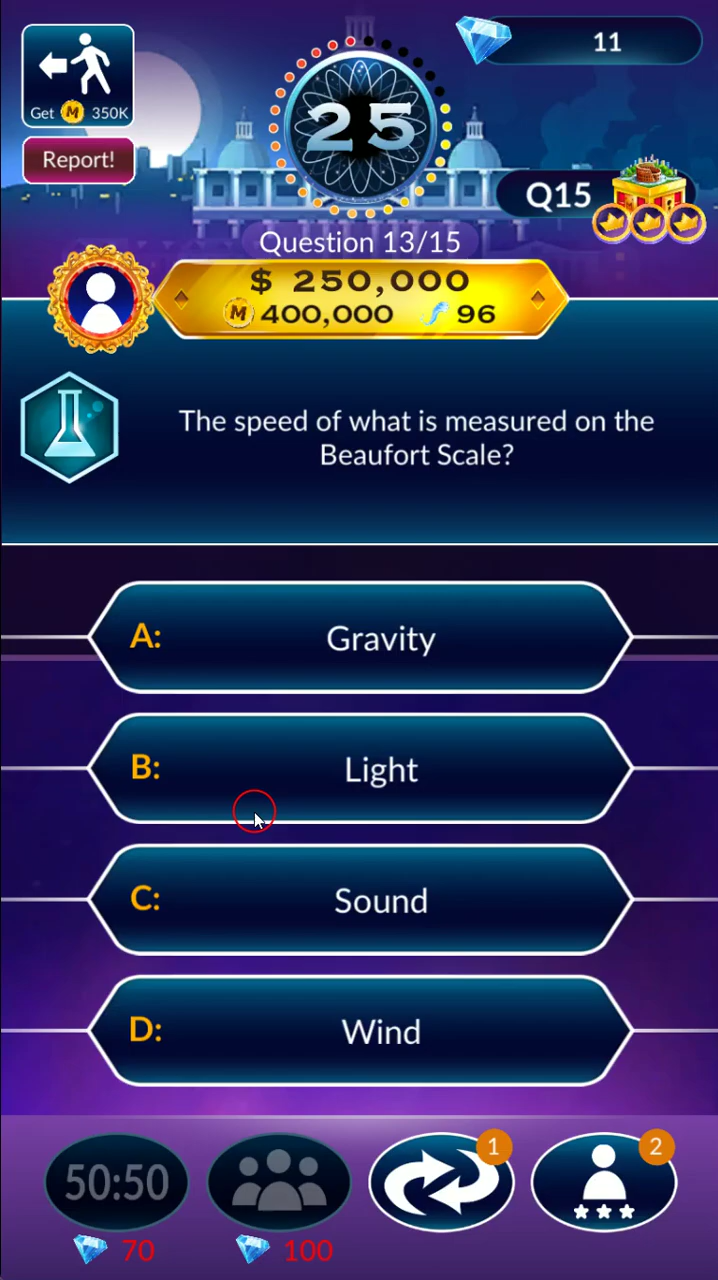 11
Get M 350K
25
Report!
Q15
Question 13/15
$ 250,000
M 400,000 96
The speed of what is measured on the
Beaufort Scale?
A: Gravity
B: Light
C: Sound
D: Wind
1
2
50:50
70
100